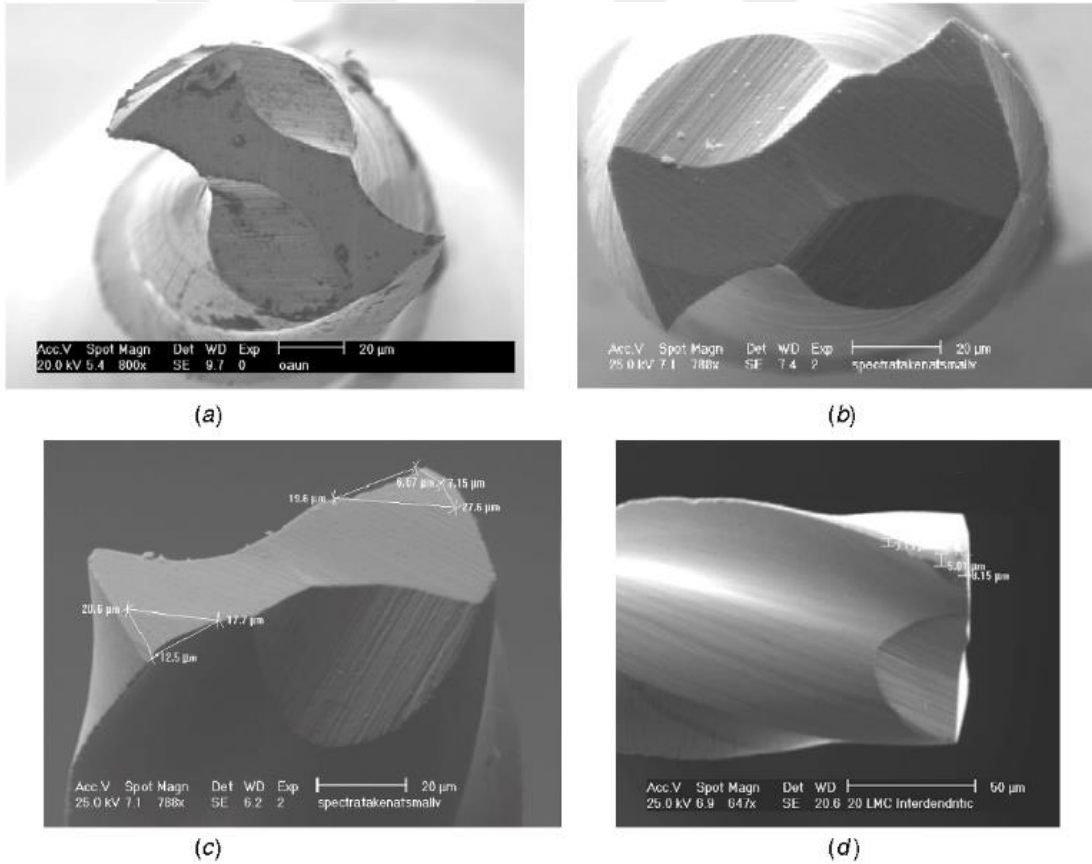 Acc.V Spot Magn Det WD Exp 20 µm
20.0 kV 5.4 800x SE 9.7 0 oaun
(a)
Acc.V Spot Magn Det WD Exp 20 µm
25.0 kV 7.1 788x SE 7.4 2 spectratakenatsmallv
(b)
6.67 µm 7.15 µm
19.6 µm
27.6 µm
20.6 µm 17.7 µm
12.5 µm
Acc.V Spot Magn Det WD Exp 20 µm
25.0 kV 7.1 788x SE 6.2 2 spectratakenatsmallv
(c)
5.01 µm
8.15 µm
Acc.V Spot Magn Det WD 50 µm
25.0 kV 6.9 647x SE 20.6 20 LMC Interdendntic
(d)